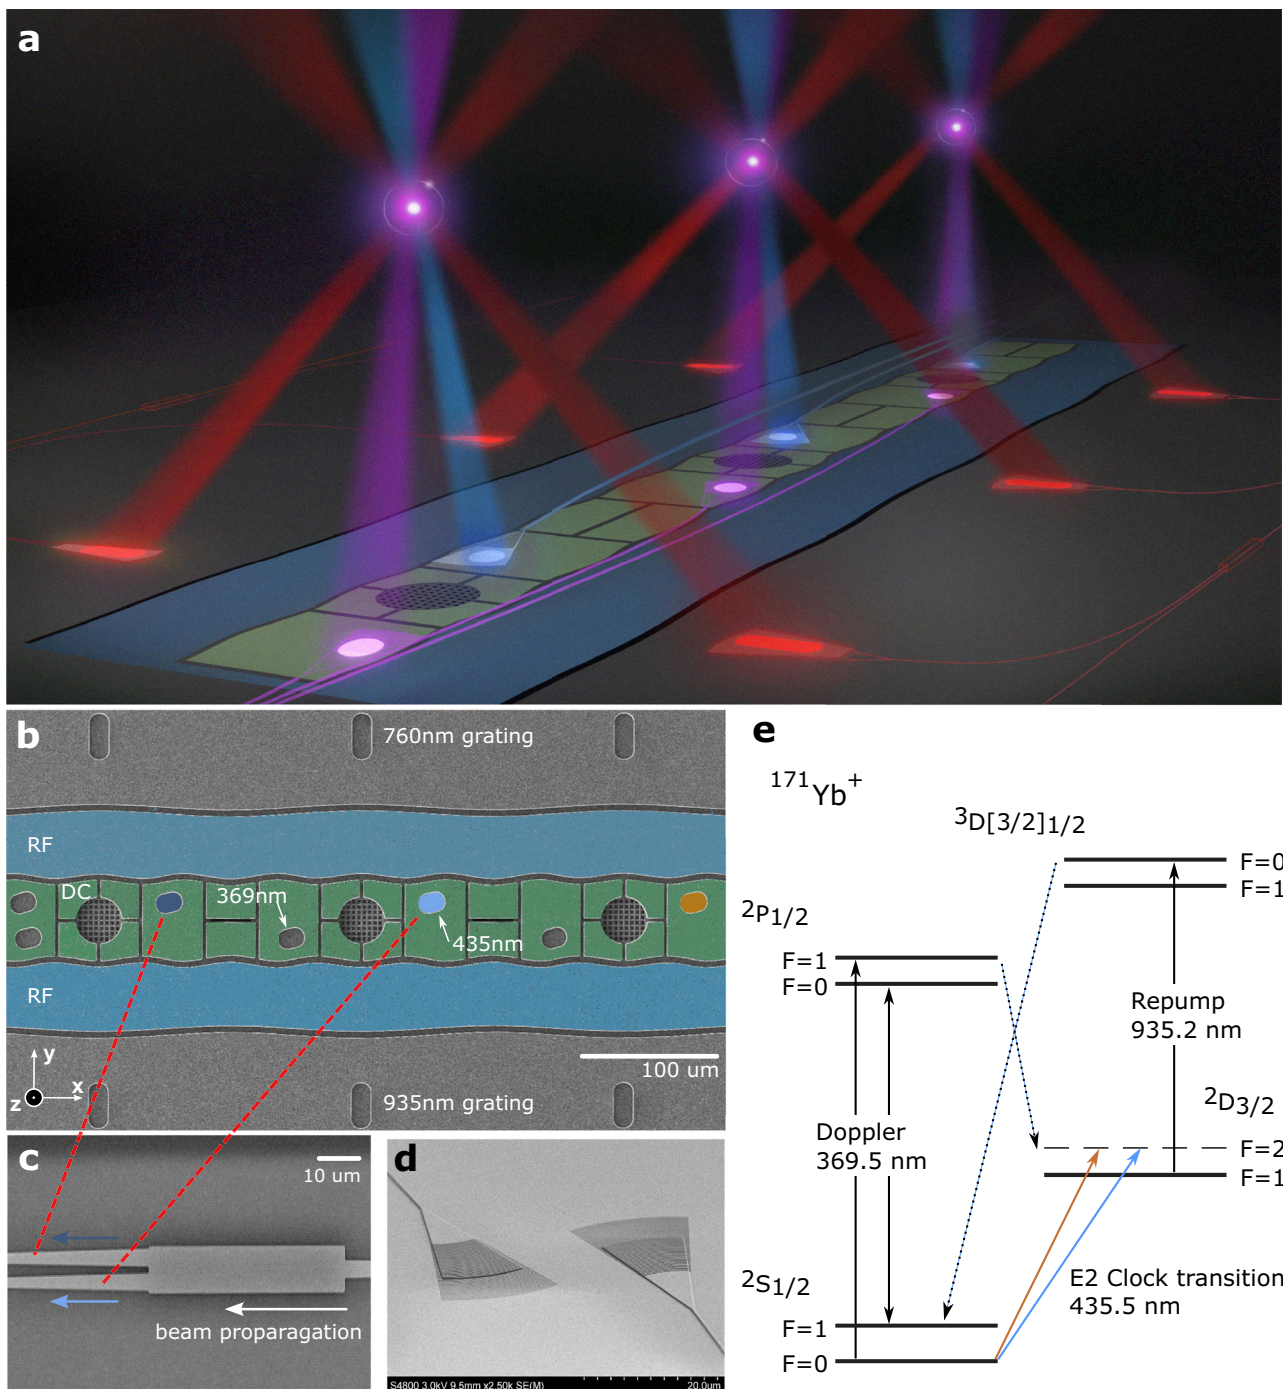 a
b
760nm grating
RF
DC
369nm
435nm
RF
y
x
z
100 um
935nm grating
c
10 um
beam proparagation
d
S4800 3.0kV 9.5mm x2.50k SE(M)
20.0um
e
171Yb+
3D[3/2]1/2
F=0
F=1
2P1/2
F=1
F=0
Repump
935.2 nm
2D3/2
Doppler
369.5 nm
F=2
F=1
2S1/2
E2 Clock transition
435.5 nm
F=1
F=0